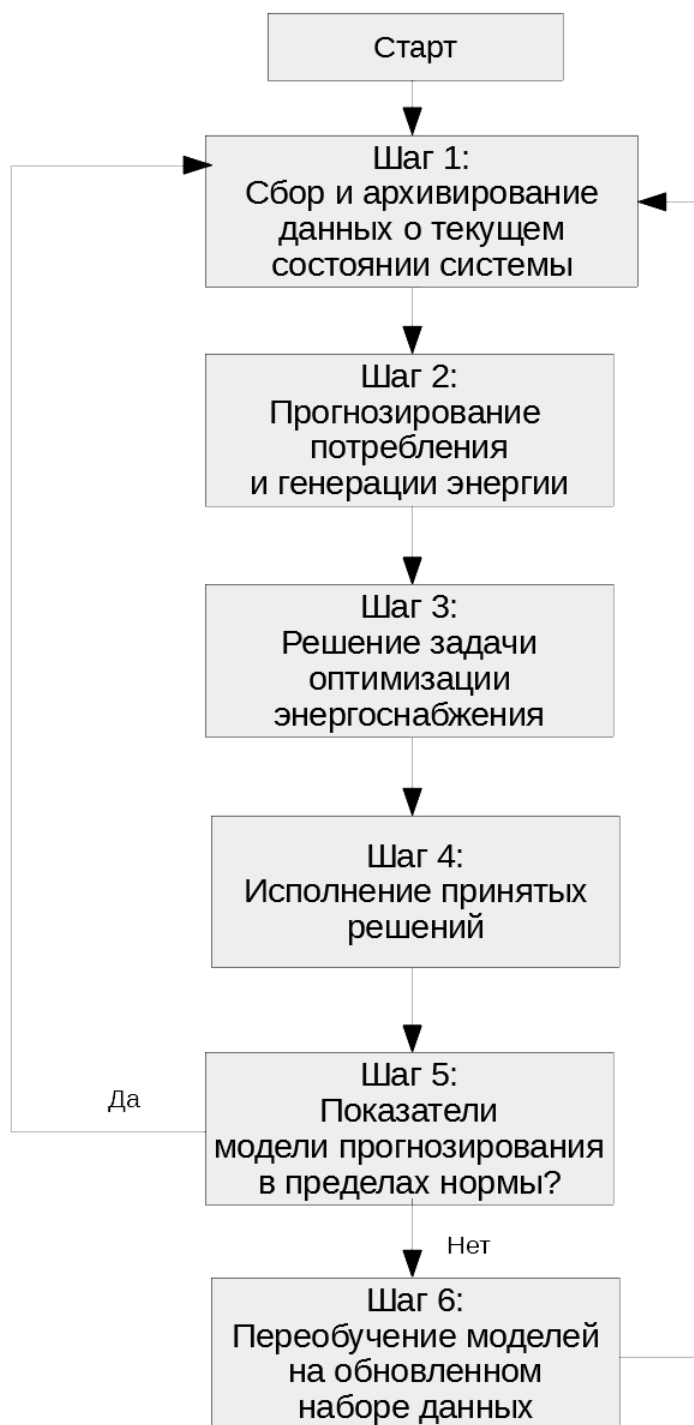 Старт
Шаг 1:
Сбор и архивирование
данных о текущем
состоянии системы
Шаг 2:
Прогнозирование
потребления
и генерации энергии
Шаг 3:
Решение задачи
оптимизации
энергоснабжения
Шаг 4:
Исполнение принятых
решений
Шаг 5:
Показатели
модели прогнозирования
в пределах нормы?
Да
Нет
Шаг 6:
Переобучение моделей
на обновленном
наборе данных